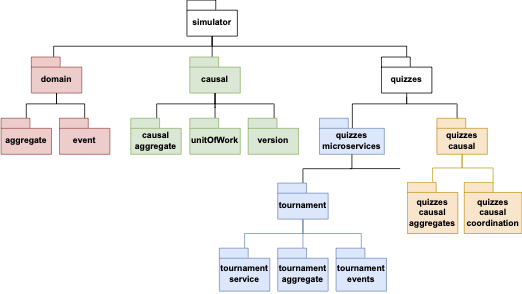 simulator
domain
causal
quizzes
aggregate
event
causal
aggregate
unitOfWork
version
quizzes
microservices
quizzes
causal
tournament
quizzes
causal
aggregates
quizzes
causal
coordination
tournament
service
tournament
aggregate
tournament
events